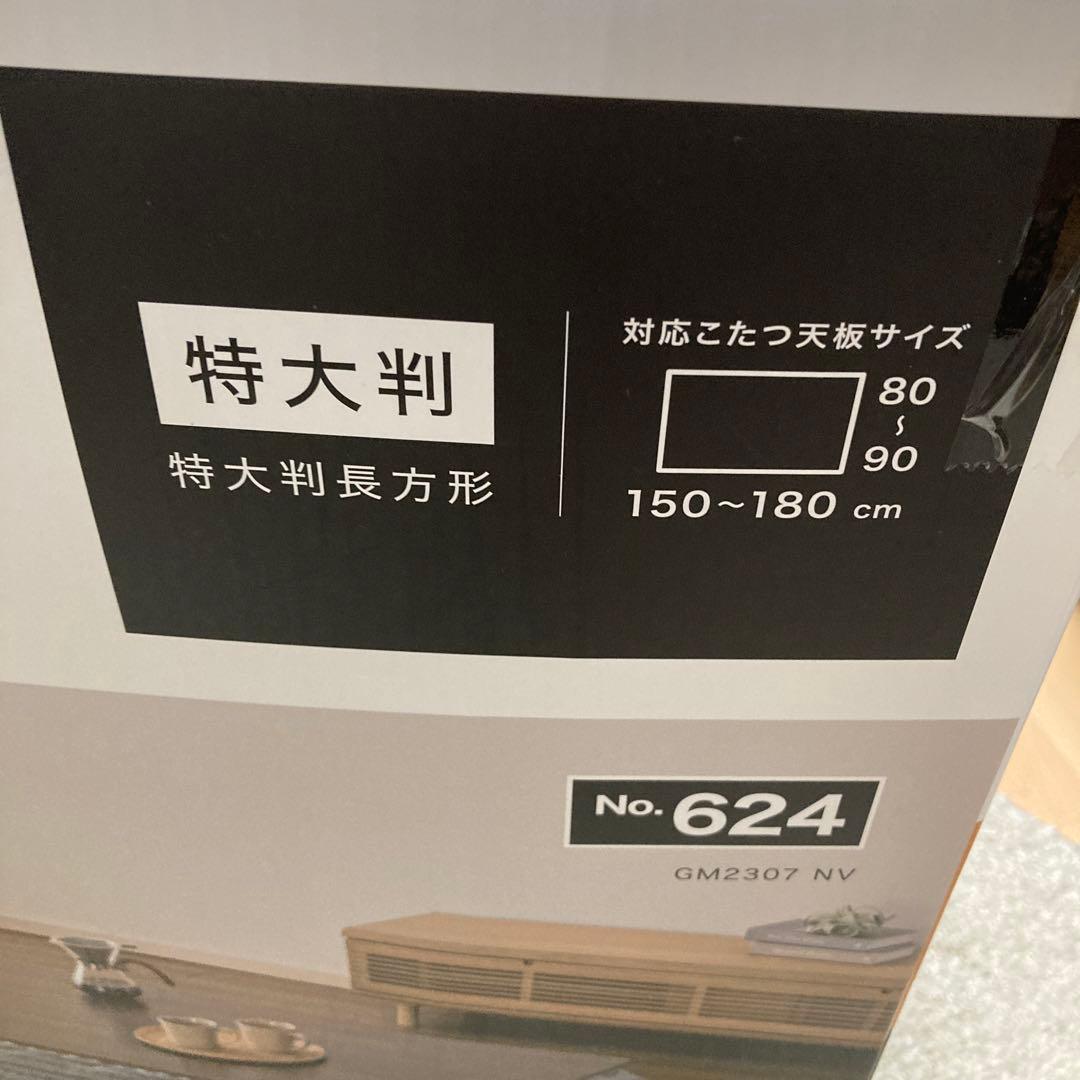 特大判
特大判長方形
対応こたつ天板サイズ
80
〜
90
150〜180 cm
No.624
GM2307 NV